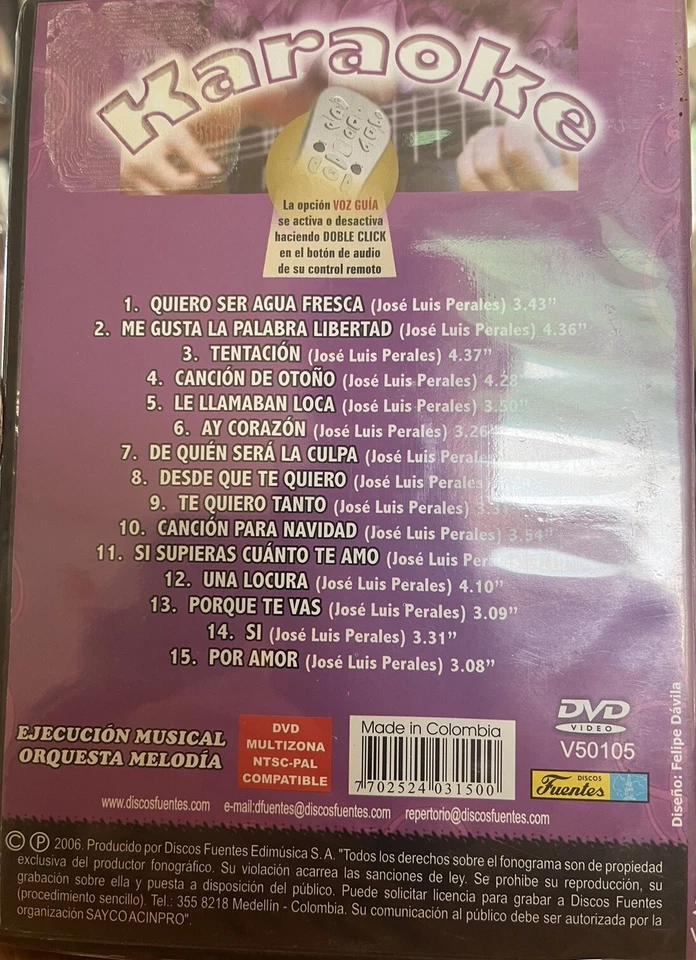 Karaoke
La opción VOZ GUÍA
se activa o desactiva
haciendo DOBLE CLICK
en el botón de audio
de su control remoto
1. QUIERO SER AGUA FRESCA (José Luis Perales) 3.43”
2. ME GUSTA LA PALABRA LIBERTAD (José Luis Perales) 4.36”
3. TENTACIÓN (José Luis Perales) 4.37”
4. CANCIÓN DE OTOÑO (José Luis Perales) 4.28”
5. LE LLAMABAN LOCA (José Luis Perales) 3.50”
6. AY CORAZÓN (José Luis Perales) 3.26
7. DE QUIÉN SERÁ LA CULPA (José Luis Perales)
8. DESDE QUE TE QUIERO (José Luis Perales)
9. TE QUIERO TANTO (José Luis Perales)
10. CANCIÓN PARA NAVIDAD (José Luis Perales) 3.54”
11. SI SUPIERAS CUÁNTO TE AMO (José Luis Perales)
12. UNA LOCURA (José Luis Perales) 4.10”
13. PORQUE TE VAS (José Luis Perales) 3.09”
14. SI (José Luis Perales) 3.31”
15. POR AMOR (José Luis Perales) 3.08”
EJECUCIÓN MUSICAL
ORQUESTA MELODÍA
DVD
MULTIZONA
NTSC-PAL
COMPATIBLE
Made in Colombia
7 702524 031500
DVD
VIDEO
V50105
DISCOS
Fuentes
Diseño: Felipe Dávila
www.discosfuentes.com e-mail:dfuentes@discosfuentes.com repertorio@discosfuentes.com
© ℗ 2006. Producido por Discos Fuentes Edimúsica S. A. "Todos los derechos sobre el fonograma son de propiedad
exclusiva del productor fonográfico. Su violación acarrea las sanciones de ley. Se prohibe su reproducción, su
grabación sobre ella y puesta a disposición del público. Puede solicitar licencia para grabar a Discos Fuentes
(procedimiento sencillo). Tel.: 355 8218 Medellín - Colombia. Su comunicación al público debe ser autorizada por la
organización SAYCO ACINPRO".